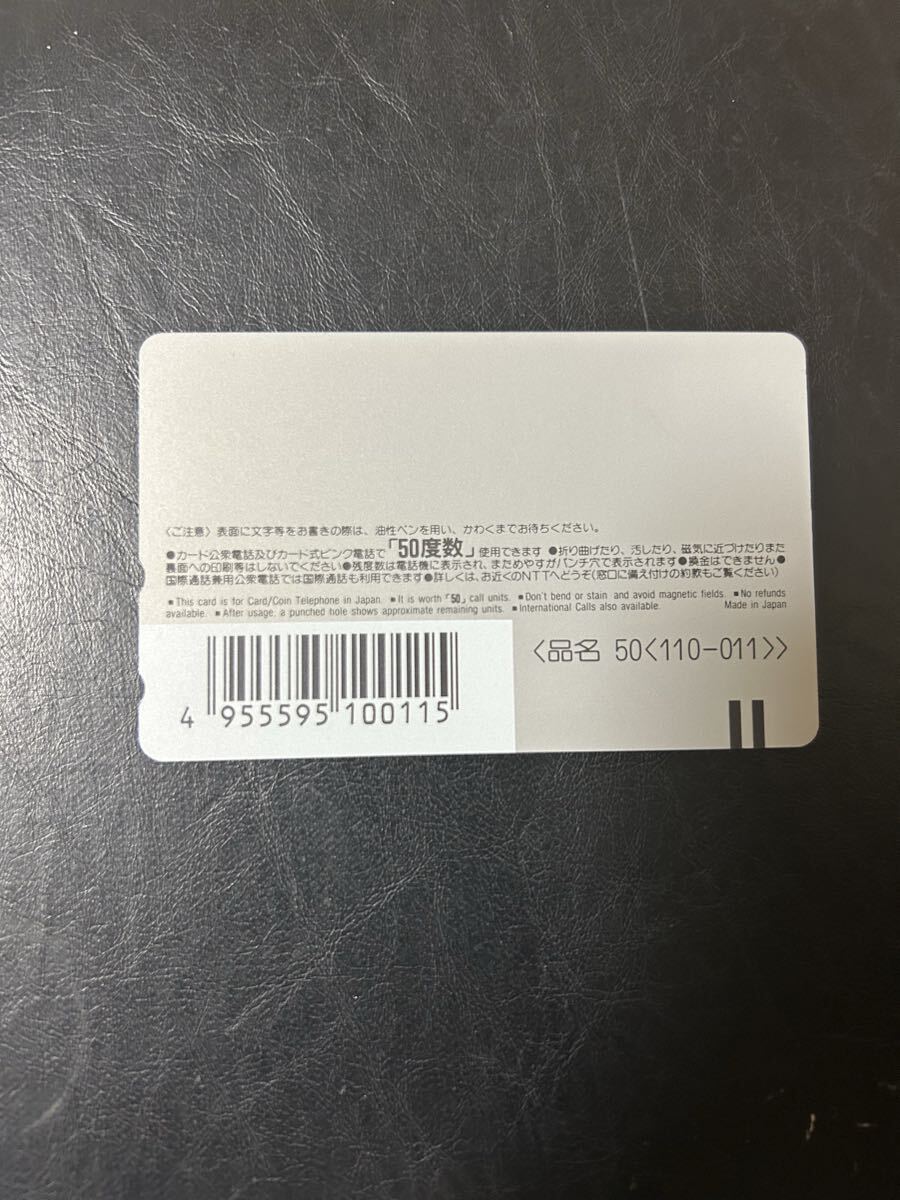 〈ご注意〉表面に文字等をお書きの際は、油性ペンを用い、かわくまでお待ちください。
●カード公衆電話及びカード式ピンク電話で「50度数」使用できます ●折り曲げたり、汚したり、磁気に近づけたりまた
裏面への印刷等はしないでください●残度数は電話機に表示され、まためやすがパンチ穴で表示されます●換金はできません●
国際通話兼用公衆電話では国際通話も利用できます●詳しくは、お近くのNTTへどうぞ(窓口に備え付けの約款もご覧ください)
■This card is for Card/Coin Telephone in Japan. ■It is worth「50」call units. ■Don't bend or stain and avoid magnetic fields. ■No refunds
available. ■After usage, a punched hole shows approximate remaining units. ■International Calls also available. Made in Japan
〈品名 50〈110-011〉〉
4 955595 100115